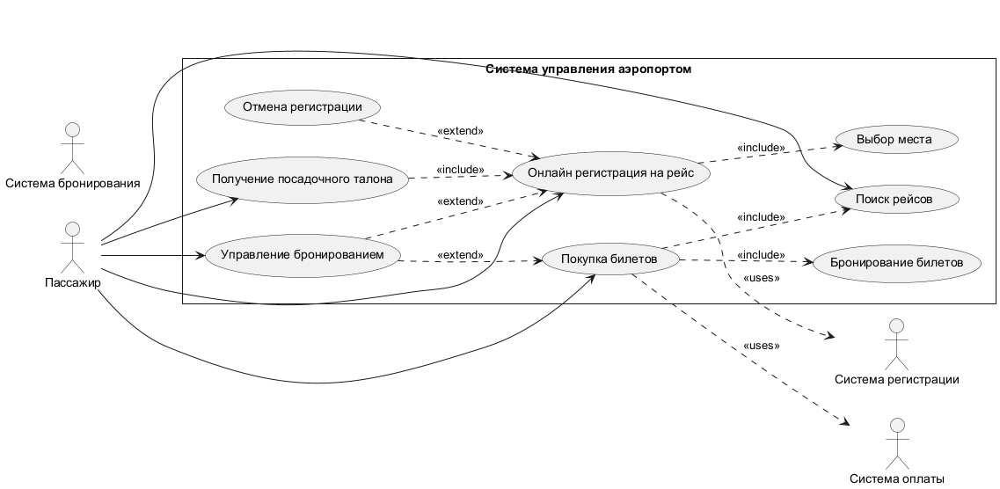 Система управления аэропортом
Отмена регистрации
«extend»
Выбор места
«include»
Система бронирования
Получение посадочного талона
«include»
Онлайн регистрация на рейс
«extend»
Поиск рейсов
«include»
Пассажир
Управление бронированием
«extend»
Покупка билетов
«include»
Бронирование билетов
«uses»
Система регистрации
«uses»
Система оплаты